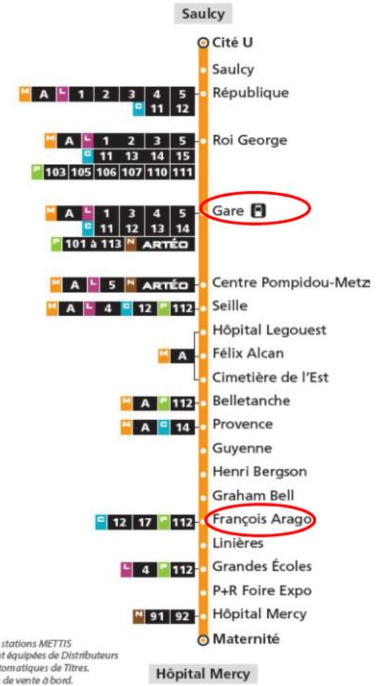 Saulcy
Cité U
Saulcy
M A L 1 2 3 4 5 République
C 11 12
M A L 1 2 3 5 Roi George
C 11 13 14 15
P 103 105 106 107 110 111
M A L 1 3 4 5 Gare
C 11 12 13 14
P 101 à 113 N ARTÉO
M A L 5 N ARTÉO Centre Pompidou-Metz
M A L 4 C 12 P 112 Seille
Hôpital Legouest
M A Félix Alcan
Cimetière de l'Est
M A P 112 Belletanche
M A C 14 Provence
Guyenne
Henri Bergson
Graham Bell
C 12 17 P 112 François Arago
Linières
L 4 P 112 Grandes Écoles
P+R Foire Expo
N 91 92 Hôpital Mercy
Maternité
stations METTIS
nt équipées de Distributeurs
tomatiques de Titres.
de vente à bord.
Hôpital Mercy